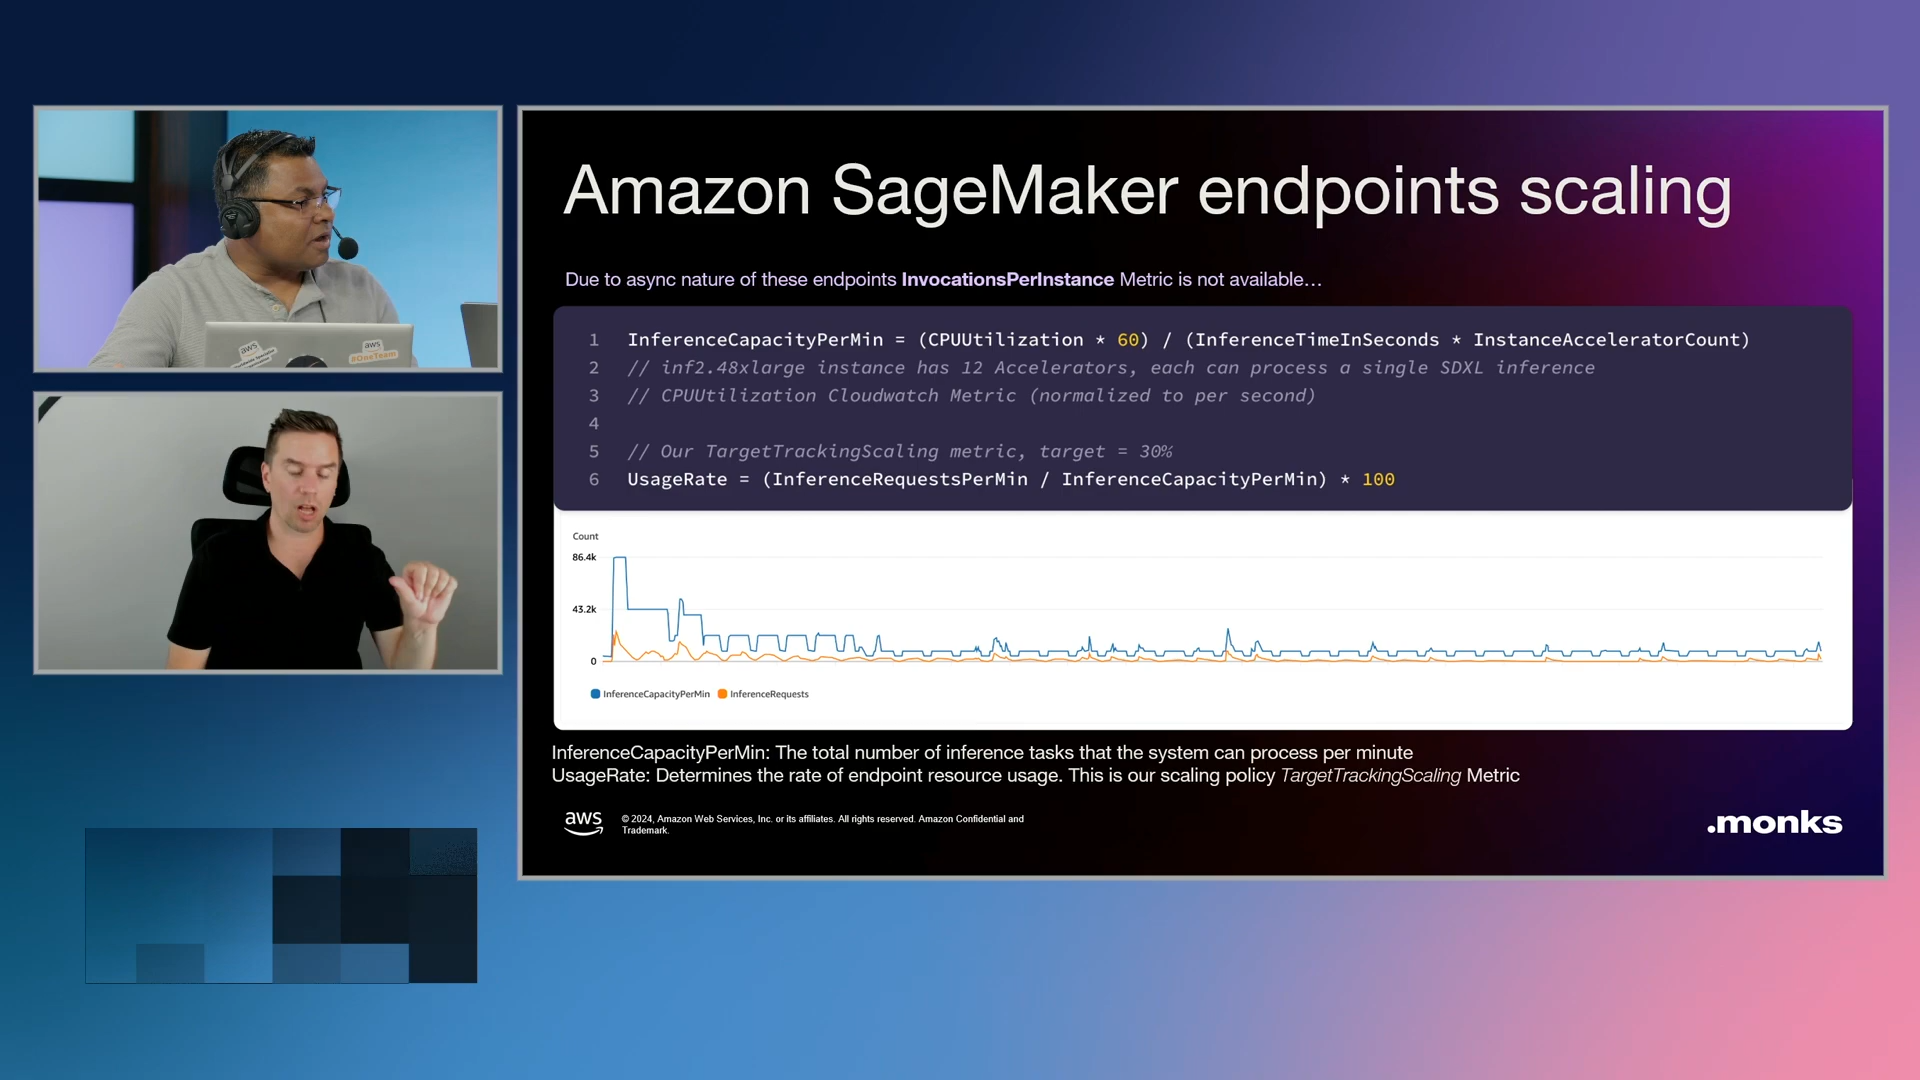 Amazon SageMaker endpoints scaling
Due to async nature of these endpoints InvocationsPerInstance Metric is not available…
1 InferenceCapacityPerMin = (CPUUtilization * 60) / (InferenceTimeInSeconds * InstanceAcceleratorCount)
2 // inf2.48xlarge instance has 12 Accelerators, each can process a single SDXL inference
3 // CPUUtilization Cloudwatch Metric (normalized to per second)
4
5 // Our TargetTrackingScaling metric, target = 30%
6 UsageRate = (InferenceRequestsPerMin / InferenceCapacityPerMin) * 100
Count
86.4k
43.2k
0
InferenceCapacityPerMin InferenceRequests
InferenceCapacityPerMin: The total number of inference tasks that the system can process per minute
UsageRate: Determines the rate of endpoint resource usage. This is our scaling policy TargetTrackingScaling Metric
aws
© 2024, Amazon Web Services, Inc. or its affiliates. All rights reserved. Amazon Confidential and
Trademark.
.monks
aws
aws
#OneTeam